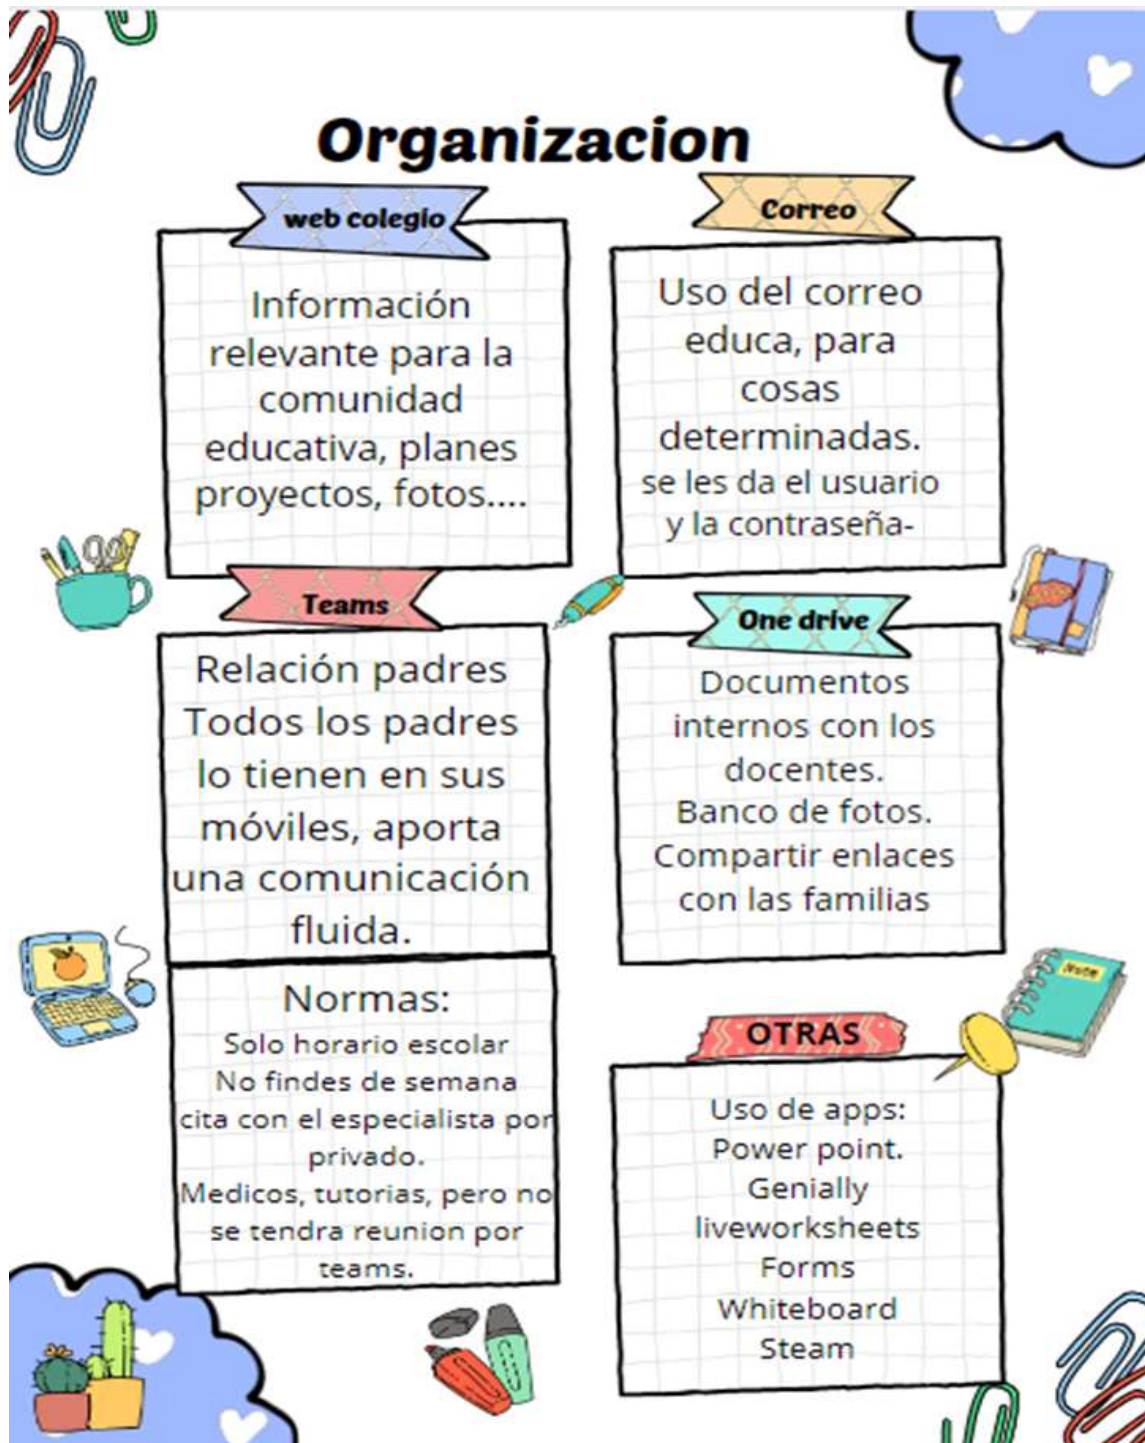 Organizacion
web colegio
Información
relevante para la
comunidad
educativa, planes
proyectos, fotos....
Correo
Uso del correo
educa, para
cosas
determinadas.
se les da el usuario
y la contraseña-
Teams
Relación padres
Todos los padres
lo tienen en sus
móviles, aporta
una comunicación
fluida.
Normas:
Solo horario escolar
No findes de semana
cita con el especialista por
privado.
Medicos, tutorias, pero no
se tendra reunion por
teams.
One drive
Documentos
internos con los
docentes.
Banco de fotos.
Compartir enlaces
con las familias
Note
OTRAS
Uso de apps:
Power point.
Genially
liveworksheets
Forms
Whiteboard
Steam